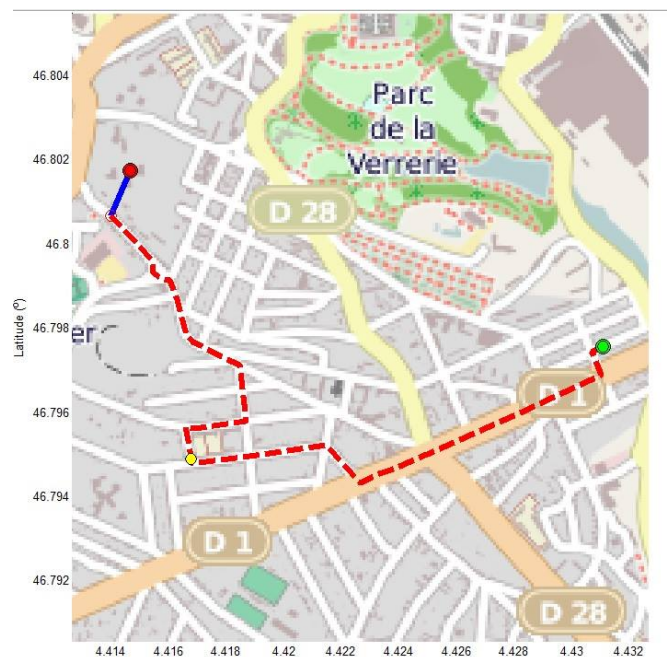 46.804
Parc
de la
Verrerie
46.802
D 28
46.8
46.798
er
Latitude (º)
46.796
D 1
46.794
D 1
46.792
D 28
4.414 4.416 4.418 4.42 4.422 4.424 4.426 4.428 4.43 4.432